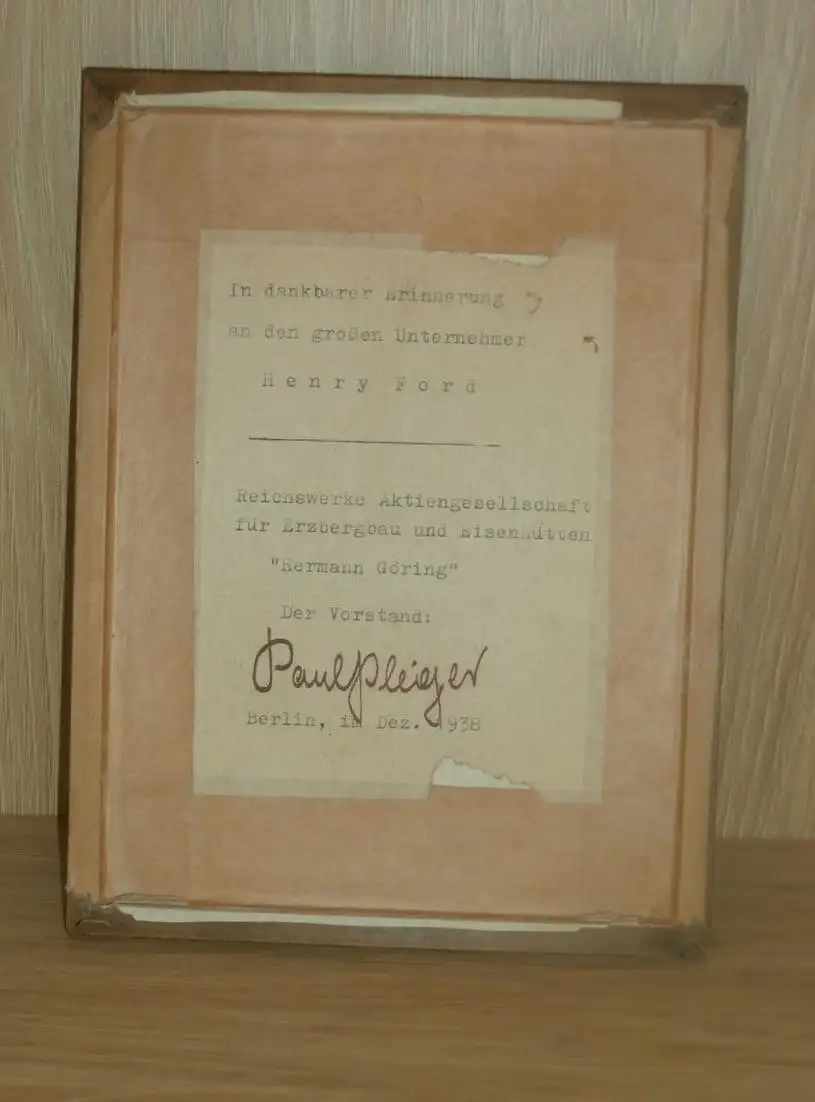 In dankbarer Erinnerung
an den großen Unternehmer
Henry Ford
Reichswerke Aktiengesellschaft
für Erzbergbau und Eisenhütten
"Hermann Göring"
Der Vorstand:
Paul Pleiger
Berlin, im Dez. 1938